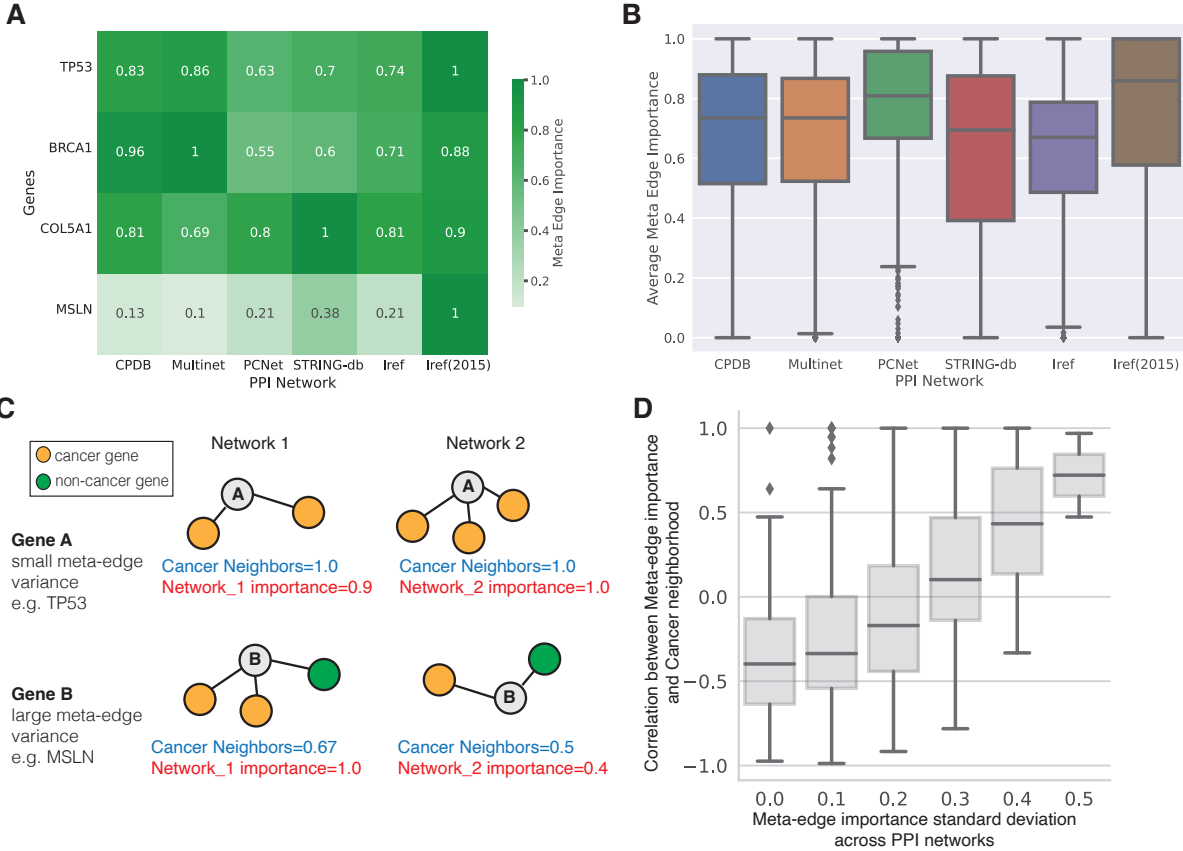 A
TP53
BRCA1
COL5A1
MSLN
Genes
0.83 0.86 0.63 0.7 0.74 1
0.96 1 0.55 0.6 0.71 0.88
0.81 0.69 0.8 1 0.81 0.9
0.13 0.1 0.21 0.38 0.21 1
CPDB Multinet PCNet STRING-db Iref Iref(2015)
PPI Network
1.0
0.8
0.6
0.4
0.2
Meta Edge Importance
B
Average Meta Edge Importance
1.0
0.8
0.6
0.4
0.2
0.0
CPDB Multinet PCNet STRING-db Iref Iref(2015)
PPI Network
C
cancer gene
non-cancer gene
Network 1
Network 2
Gene A
small meta-edge
variance
e.g. TP53
A
Cancer Neighbors=1.0
Network_1 importance=0.9
A
Cancer Neighbors=1.0
Network_2 importance=1.0
Gene B
large meta-edge
variance
e.g. MSLN
B
Cancer Neighbors=0.67
Network_1 importance=1.0
B
Cancer Neighbors=0.5
Network_2 importance=0.4
D
Correlation between Meta-edge importance
and Cancer neighborhood
1.0
0.5
0.0
−0.5
−1.0
0.0 0.1 0.2 0.3 0.4 0.5
Meta-edge importance standard deviation
across PPI networks